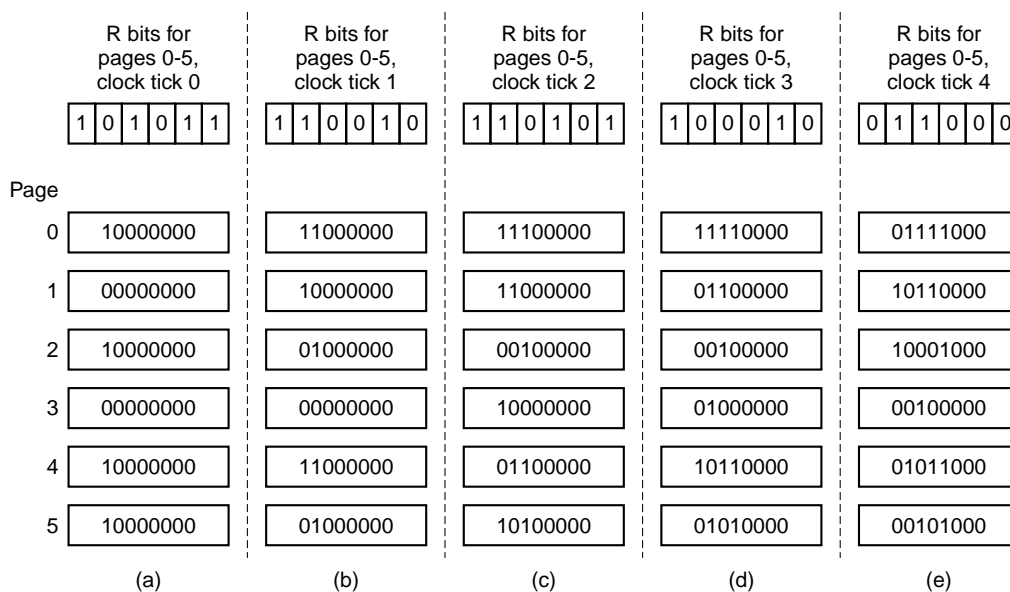 R bits for pages 0-5, clock tick 0
R bits for pages 0-5, clock tick 1
R bits for pages 0-5, clock tick 2
R bits for pages 0-5, clock tick 3
R bits for pages 0-5, clock tick 4
1 0 1 0 1 1
1 1 0 0 1 0
1 1 0 1 0 1
1 0 0 0 1 0
0 1 1 0 0 0
Page
0 10000000 11000000 11100000 11110000 01111000
1 00000000 10000000 11000000 01100000 10110000
2 10000000 01000000 00100000 00100000 10001000
3 00000000 00000000 10000000 01000000 00100000
4 10000000 11000000 01100000 10110000 01011000
5 10000000 01000000 10100000 01010000 00101000
(a) (b) (c) (d) (e)